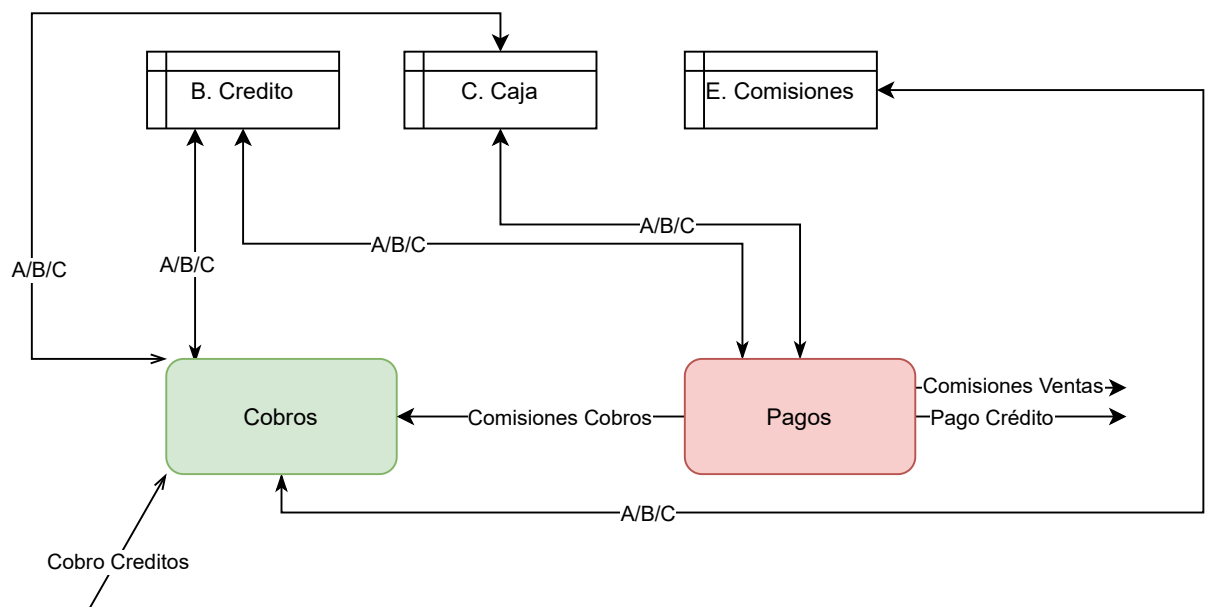 B. Credito
C. Caja
E. Comisiones
A/B/C
A/B/C
A/B/C
A/B/C
Comisiones Ventas
Cobros
Comisiones Cobros
Pagos
Pago Crédito
A/B/C
Cobro Creditos